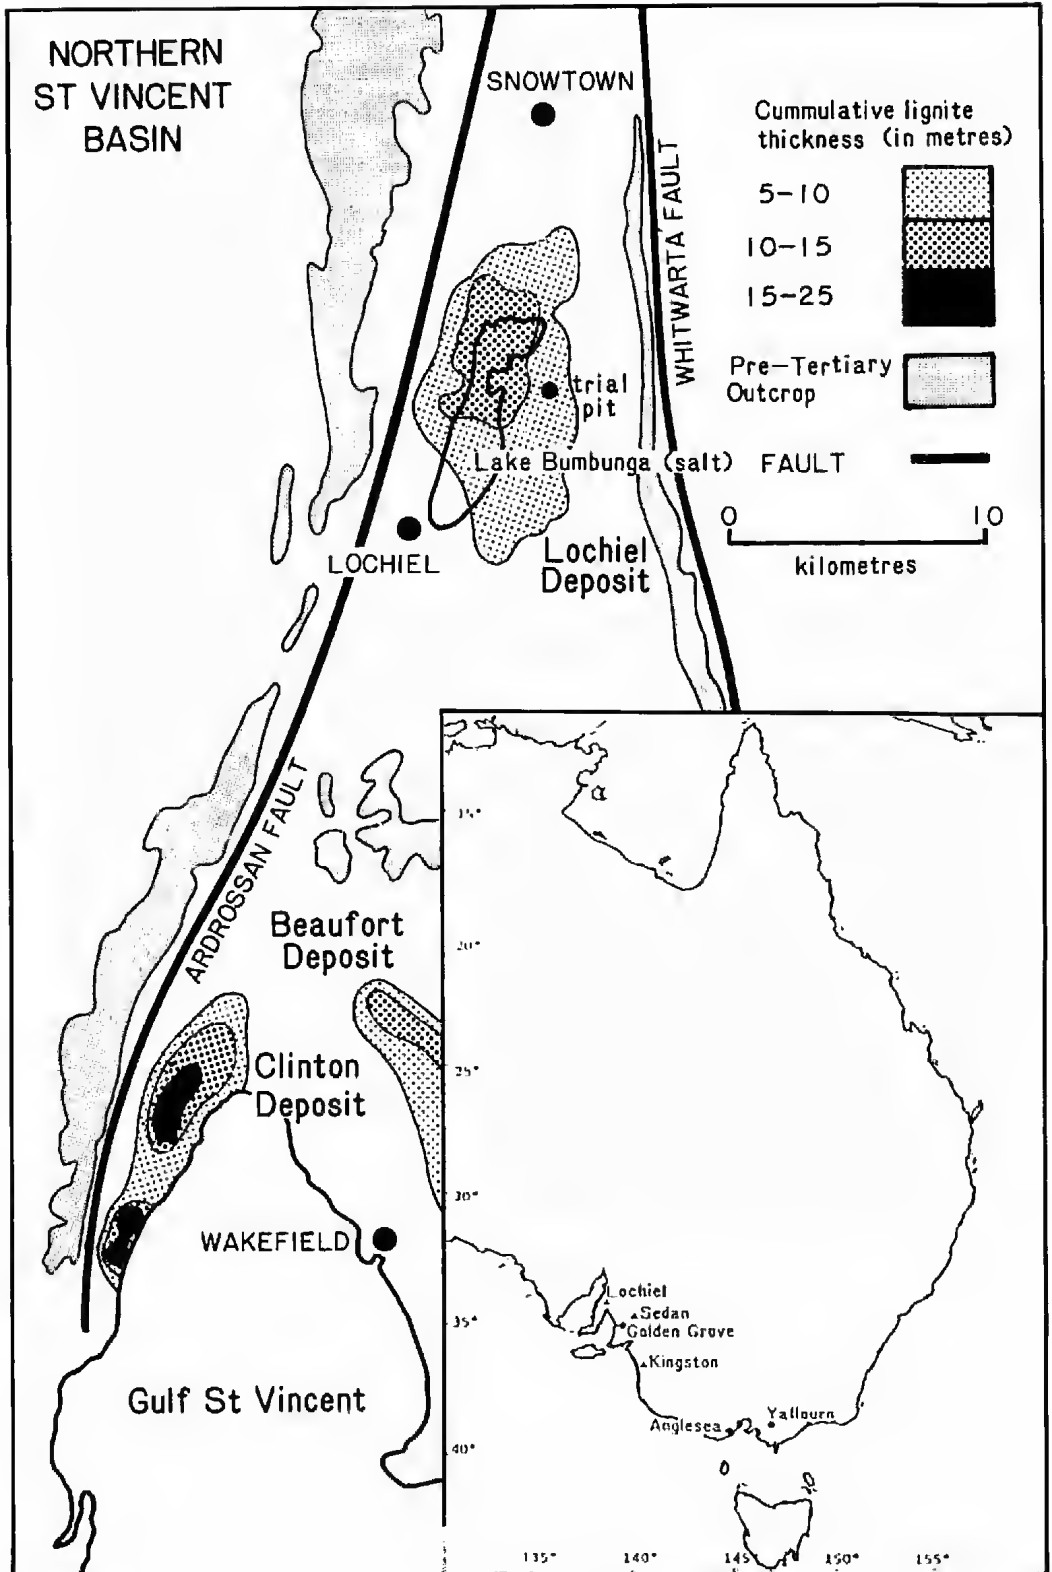 NORTHERN
ST VINCENT
BASIN
SNOWTOWN
WHITWARTA FAULT
Cummulative lignite
thickness (in metres)
5-10
10-15
15-25
Pre-Tertiary
Outcrop
FAULT
0 10
kilometres
trial
pit
Lake Bumbunga (salt)
LOCHIEL
Lochiel
Deposit
ARDROSSAN FAULT
Beaufort
Deposit
Clinton
Deposit
WAKEFIELD
Gulf St Vincent
15°
20°
25°
30°
35°
40°
Lochiel
Sedan
Golden Grove
Kingston
Anglesea
Yallourn
135° 140° 145° 150° 155°